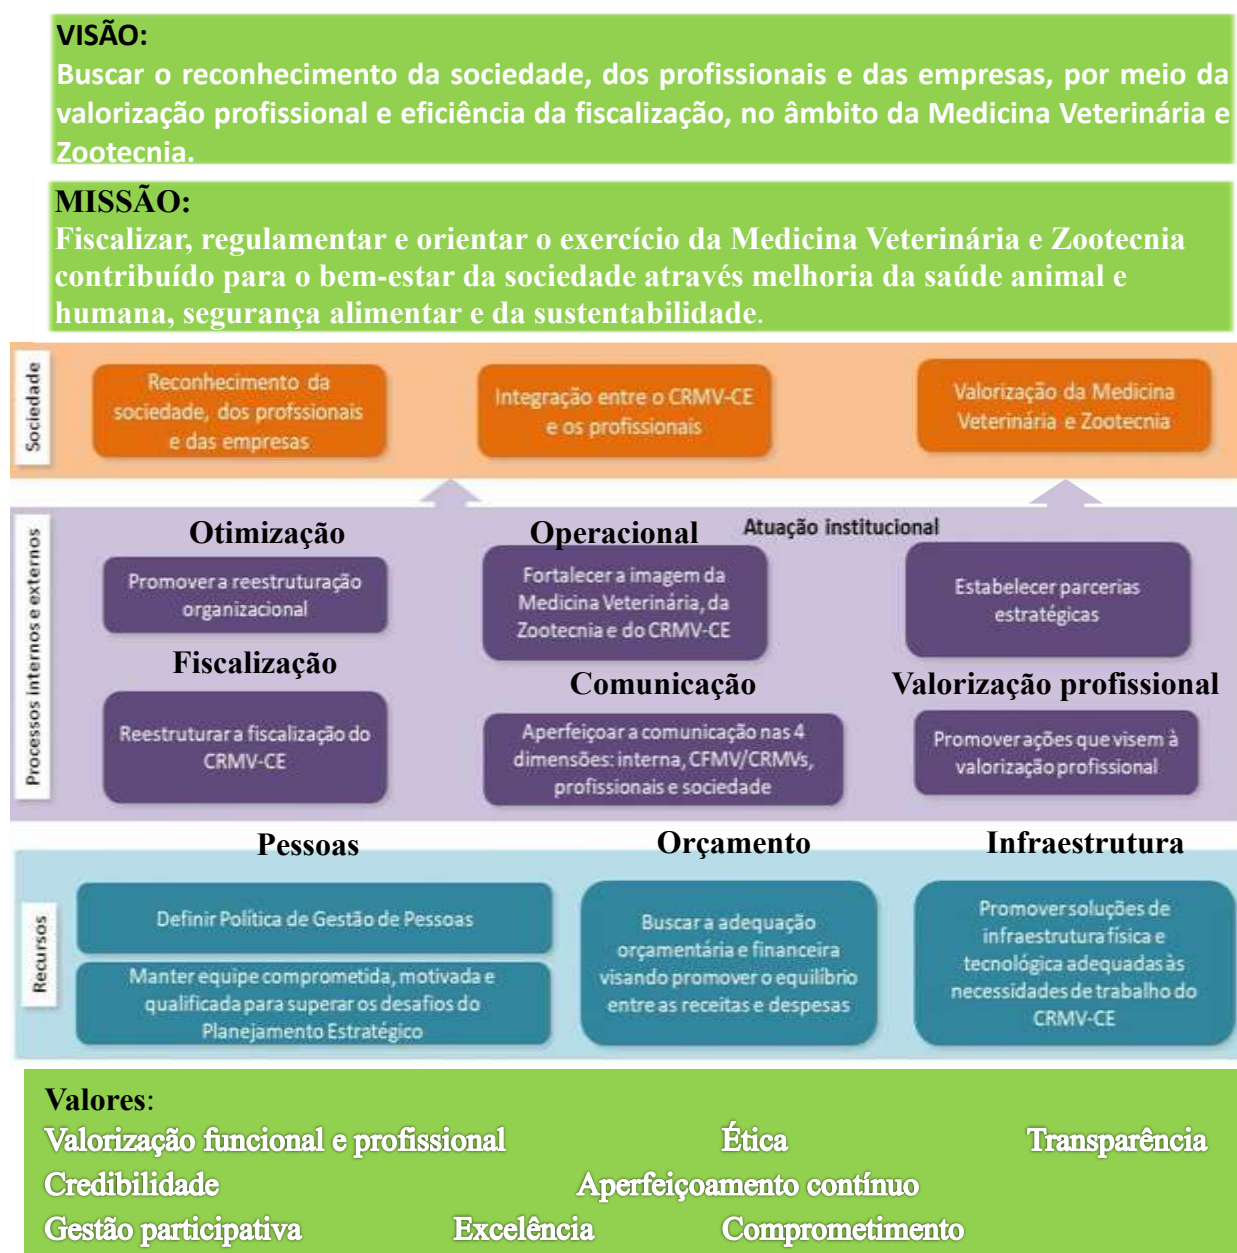 VISÃO:
Buscar o reconhecimento da sociedade, dos profissionais e das empresas, por meio da
valorização profissional e eficiência da fiscalização, no âmbito da Medicina Veterinária e
Zootecnia.
MISSÃO:
Fiscalizar, regulamentar e orientar o exercício da Medicina Veterinária e Zootecnia
contribuído para o bem-estar da sociedade através melhoria da saúde animal e
humana, segurança alimentar e da sustentabilidade.
Sociedade
Reconhecimento da
sociedade, dos profssionais
e das empresas
Integração entre o CRMV-CE
e os profissionais
Valorização da Medicina
Veterinária e Zootecnia
Processos internos e externos
Atuação institucional
Otimização
Promover a reestruturação
organizacional
Operacional
Fortalecer a imagem da
Medicina Veterinária, da
Zootecnia e do CRMV-CE
Estabelecer parcerias
estratégicas
Fiscalização
Reestruturar a fiscalização do
CRMV-CE
Comunicação
Aperfeiçoar a comunicação nas 4
dimensões: interna, CFMV/CRMVs,
profissionais e sociedade
Valorização profissional
Promover ações que visem à
valorização profissional
Recursos
Pessoas
Definir Política de Gestão de Pessoas
Manter equipe comprometida, motivada e
qualificada para superar os desafios do
Planejamento Estratégico
Orçamento
Buscar a adequação
orçamentária e financeira
visando promover o equilíbrio
entre as receitas e despesas
Infraestrutura
Promover soluções de
infraestrutura física e
tecnológica adequadas às
necessidades de trabalho do
CRMV-CE
Valores:
Valorização funcional e profissional Ética Transparência
Credibilidade Aperfeiçoamento contínuo
Gestão participativa Excelência Comprometimento